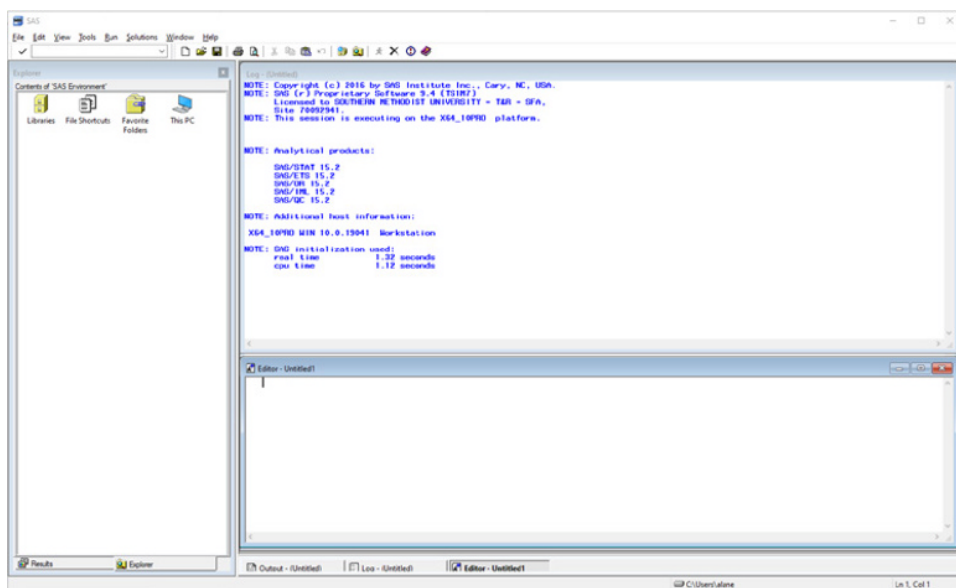 SAS
File Edit View Tools Run Solutions Window Help
Explorer
Contents of 'SAS Environment'
Libraries
File Shortcuts
Favorite
Folders
This PC
Results
Explorer
Log - (Untitled)
NOTE: Copyright (c) 2016 by SAS Institute Inc., Cary, NC, USA.
NOTE: SAS (r) Proprietary Software 9.4 (TS1M7)
Licensed to SOUTHERN METHODIST UNIVERSITY - T&R - SFA,
Site 70092941.
NOTE: This session is executing on the X64_10PRO platform.
NOTE: Analytical products:
SAS/STAT 15.2
SAS/ETS 15.2
SAS/OR 15.2
SAS/IML 15.2
SAS/QC 15.2
NOTE: Additional host information:
X64_10PRO WIN 10.0.19041 Workstation
NOTE: SAS initialization used:
real time 1.32 seconds
cpu time 1.12 seconds
Editor - Untitled1
Output - (Untitled)
Log - (Untitled)
Editor - Untitled1
C:\Users\alane
Ln 1, Col 1